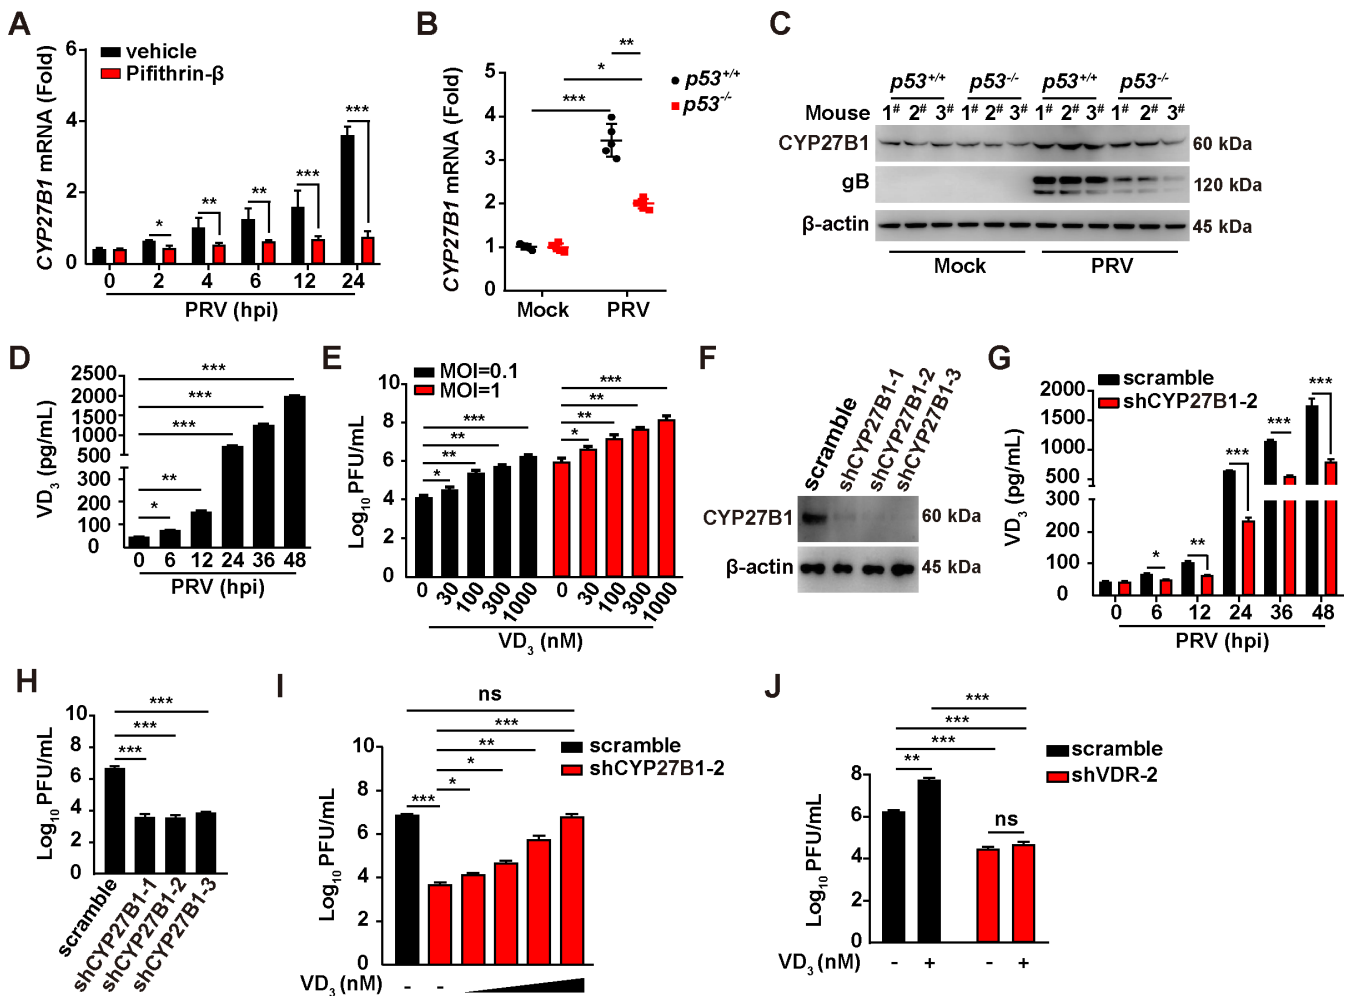 A
6
4
2
0
CYP27B1 mRNA (Fold)
vehicle
Pifithrin-β
* ** ** *** ***
0 2 4 6 12 24
PRV (hpi)
B
5
4
3
2
1
0
CYP27B1 mRNA (Fold)
**
*
***
p53+/+
p53-/-
Mock PRV
C
p53+/+ p53-/- p53+/+ p53-/-
Mouse 1# 2# 3# 1# 2# 3# 1# 2# 3# 1# 2# 3#
CYP27B1 60 kDa
gB 120 kDa
β-actin 45 kDa
Mock PRV
D
2500
2000
1500
1000
500
300
200
100
0
VD3 (pg/mL)
***
***
***
**
*
0 6 12 24 36 48
PRV (hpi)
E
10
8
6
4
2
0
Log10 PFU/mL
MOI=0.1
MOI=1
***
**
**
*
***
**
**
*
0 30 100 300 1000 0 30 100 300 1000
VD3 (nM)
F
scramble shCYP27B1-1 shCYP27B1-2 shCYP27B1-3
CYP27B1 60 kDa
β-actin 45 kDa
G
2000
1500
1000
500
300
200
100
0
VD3 (pg/mL)
scramble
shCYP27B1-2
* ** *** *** ***
0 6 12 24 36 48
PRV (hpi)
H
10
8
6
4
2
0
Log10 PFU/mL
***
***
***
scramble shCYP27B1-1 shCYP27B1-2 shCYP27B1-3
I
10
8
6
4
2
0
Log10 PFU/mL
ns
***
**
*
*
***
scramble
shCYP27B1-2
VD3 (nM) - -
J
10
8
6
4
2
0
Log10 PFU/mL
***
***
***
**
ns
scramble
shVDR-2
VD3 (nM) - + - +